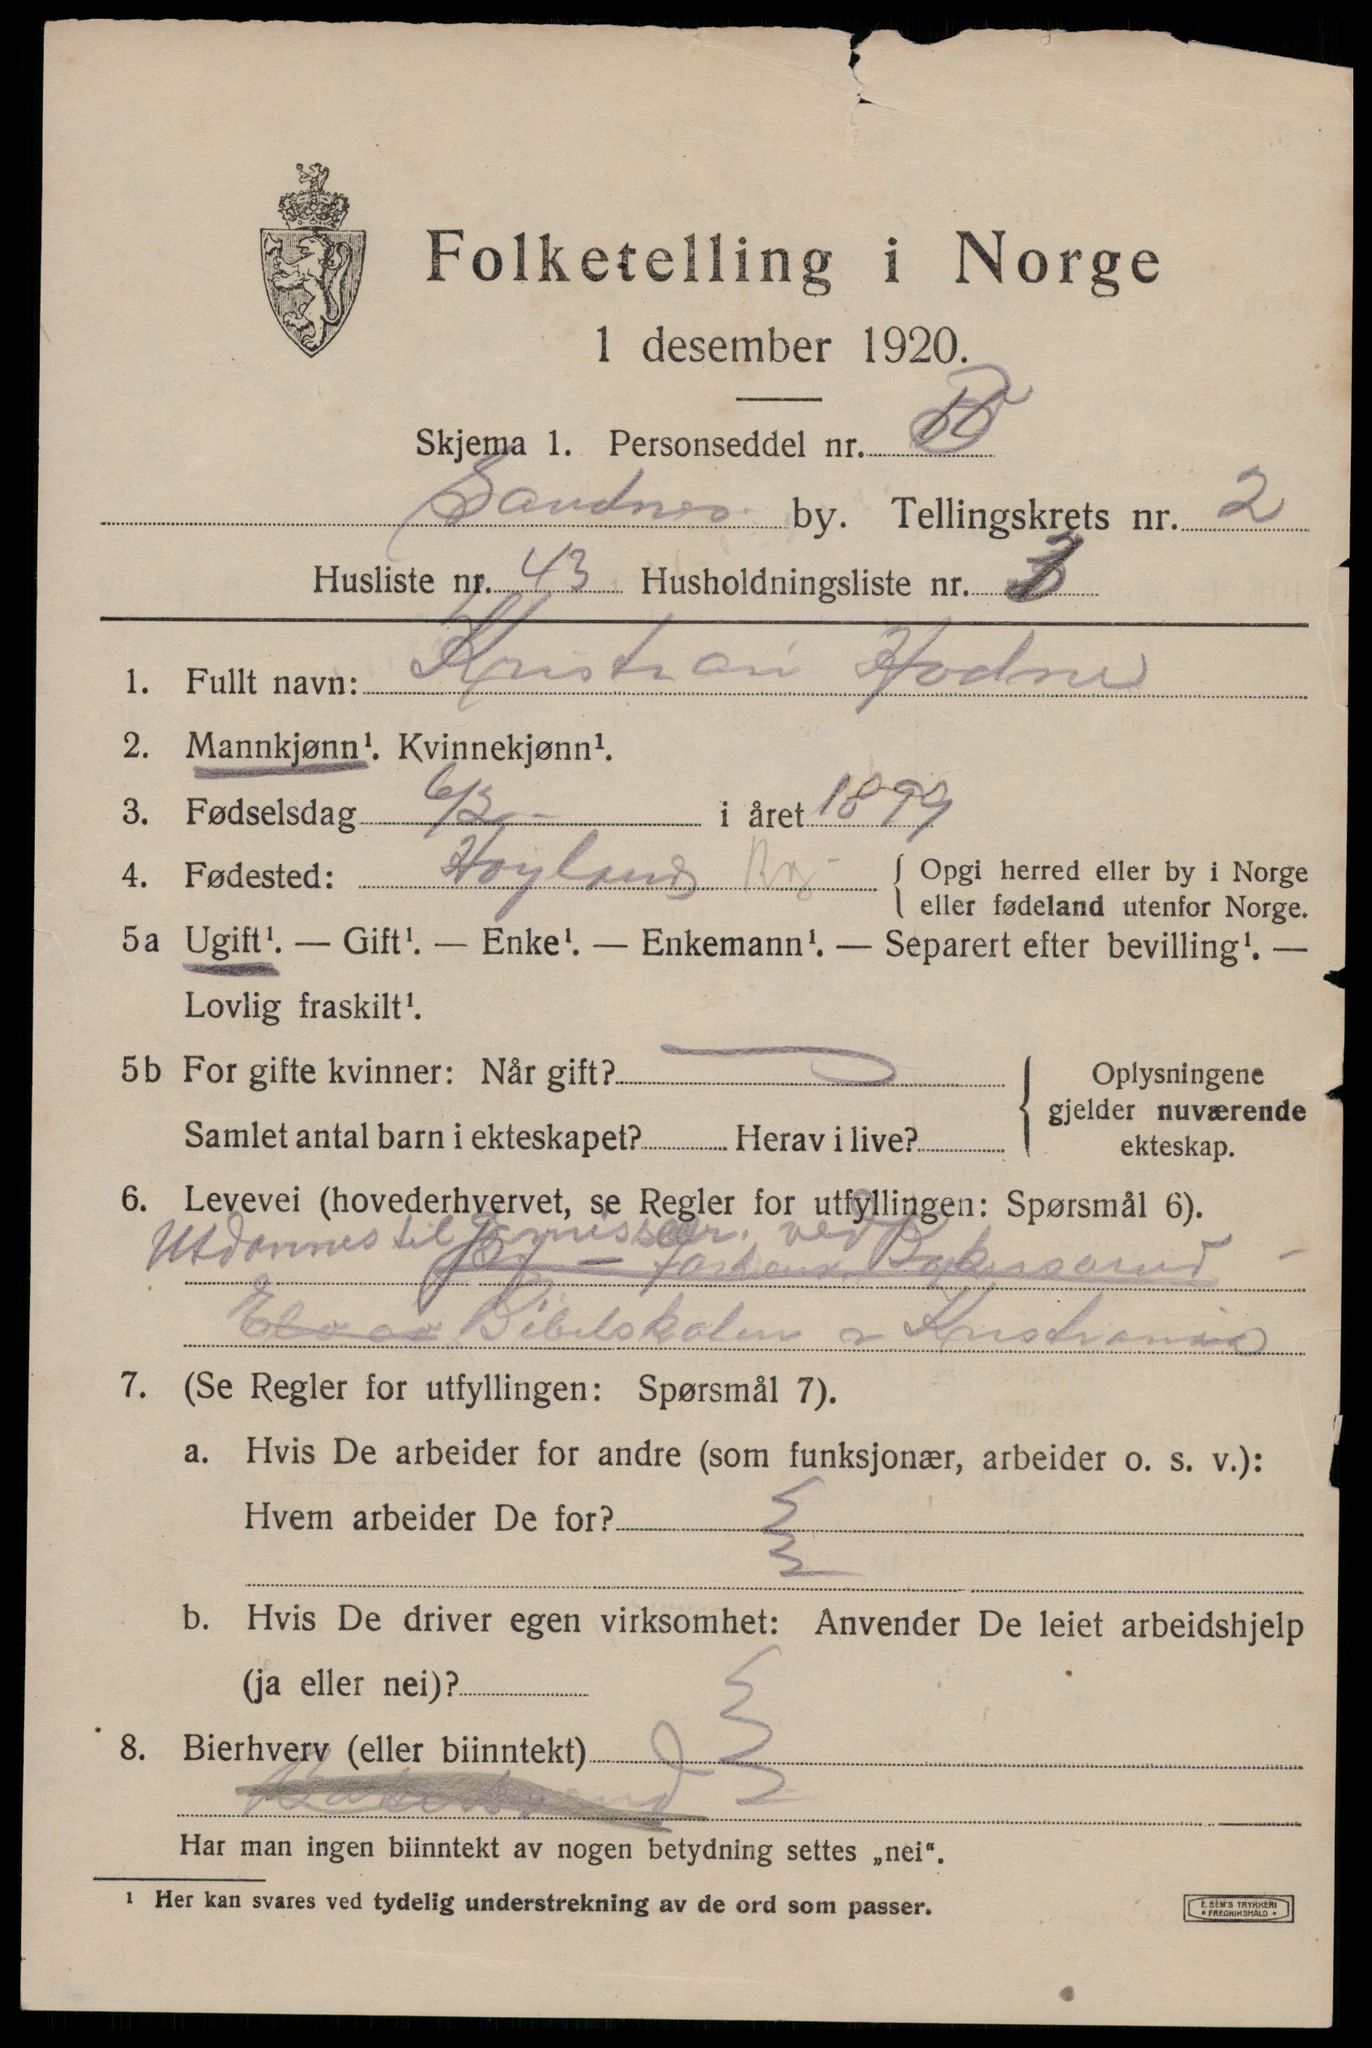 Folketelling i Norge
1 desember 1920.
Skjema 1. Personseddel nr.
Sandnes by. Tellingskrets nr. 2
Husliste nr. 43 Husholdningsliste nr.
1. Fullt navn: Kristian Hodne
2. Mannkjønn¹. Kvinnekjønn¹.
3. Fødselsdag 6/3 - i året 1899
4. Fødested: Høyland { Opgi herred eller by i Norge
eller fødeland utenfor Norge.
5a Ugift¹. — Gift¹. — Enke¹. — Enkemann¹. — Separert efter bevilling¹. —
Lovlig fraskilt¹.
5b For gifte kvinner: Når gift? { Oplysningene
gjelder nuværende
ekteskap.
Samlet antal barn i ekteskapet? Herav i live?
6. Levevei (hovederhvervet, se Regler for utfyllingen: Spørsmål 6).
Utdannes til Emissær. ved
Bibelskolen i Kristiania
7. (Se Regler for utfyllingen: Spørsmål 7).
a. Hvis De arbeider for andre (som funksjonær, arbeider o. s. v.):
Hvem arbeider De for?
b. Hvis De driver egen virksomhet: Anvender De leiet arbeidshjelp
(ja eller nei)?
8. Bierhverv (eller biinntekt)
Har man ingen biinntekt av nogen betydning settes „nei".
¹ Her kan svares ved tydelig understrekning av de ord som passer.
E. SEM'S TRYKKERI
* FREDRIKSHALD *